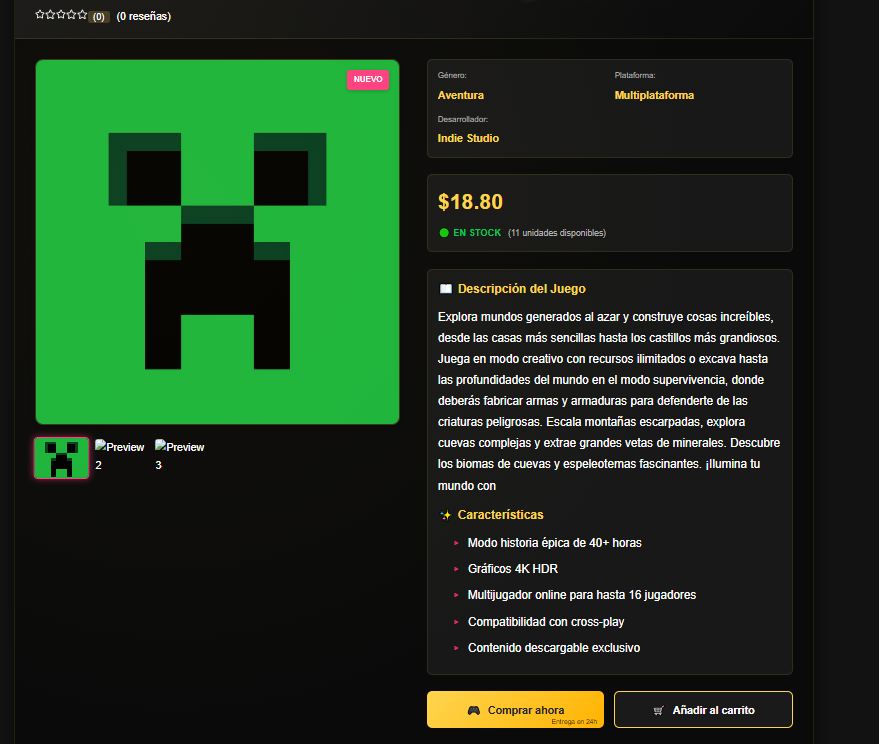 ☆☆☆☆☆ (0) (0 reseñas)
NUEVO
Preview 2
Preview 3
Género:
Aventura
Plataforma:
Multiplataforma
Desarrollador:
Indie Studio
$18.80
EN STOCK (11 unidades disponibles)
Descripción del Juego
Explora mundos generados al azar y construye cosas increíbles,
desde las casas más sencillas hasta los castillos más grandiosos.
Juega en modo creativo con recursos ilimitados o excava hasta
las profundidades del mundo en el modo supervivencia, donde
deberás fabricar armas y armaduras para defenderte de las
criaturas peligrosas. Escala montañas escarpadas, explora
cuevas complejas y extrae grandes vetas de minerales. Descubre
los biomas de cuevas y espeleotemas fascinantes. ¡Ilumina tu
mundo con
Características
Modo historia épica de 40+ horas
Gráficos 4K HDR
Multijugador online para hasta 16 jugadores
Compatibilidad con cross-play
Contenido descargable exclusivo
Comprar ahora
Entrega en 24h
Añadir al carrito